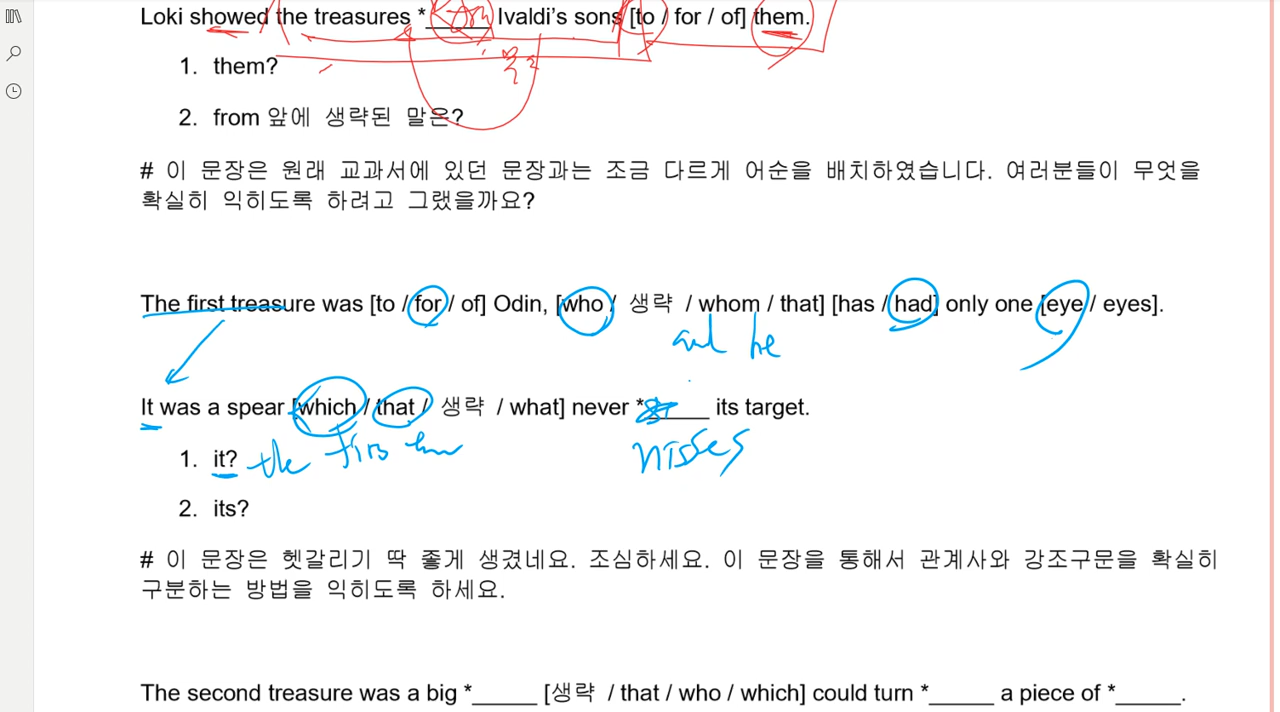 Loki showed the treasures *______ Ivaldi's sons [to / for / of] them.
1. them?
2. from 앞에 생략된 말은?
# 이 문장은 원래 교과서에 있던 문장과는 조금 다르게 어순을 배치하였습니다. 여러분들이 무엇을
확실히 익히도록 하려고 그랬을까요?
The first treasure was [to / for / of] Odin, [who / 생략 / whom / that] [has / had] only one [eye / eyes].
and he
It was a spear [which / that / 생략 / what] never *______ its target.
1. it? the first
misses
2. its?
# 이 문장은 헷갈리기 딱 좋게 생겼네요. 조심하세요. 이 문장을 통해서 관계사와 강조구문을 확실히
구분하는 방법을 익히도록 하세요.
The second treasure was a big *______ [생략 / that / who / which] could turn *______ a piece of *______.